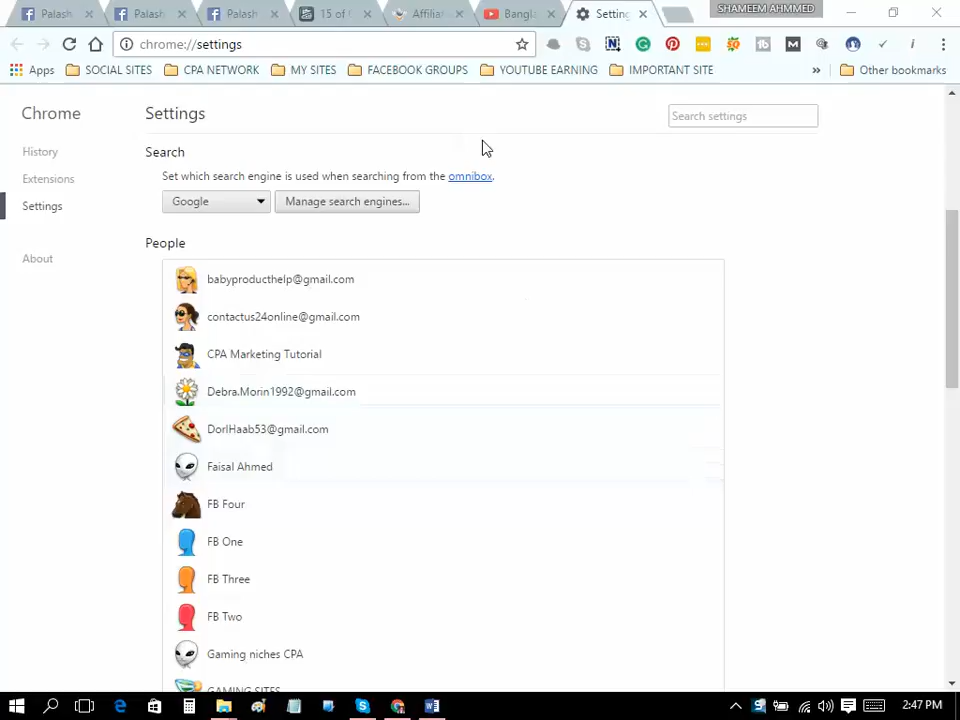 Palash
Palash
Palash
15 of
Affilia
Bangla
Setting
SHAMEEM AHMMED
chrome://settings
Apps
SOCIAL SITES
CPA NETWORK
MY SITES
FACEBOOK GROUPS
YOUTUBE EARNING
IMPORTANT SITE
»
Other bookmarks
Chrome
Settings
Search settings
History
Search
Extensions
Set which search engine is used when searching from the omnibox.
Settings
Google
Manage search engines...
People
About
babyproducthelp@gmail.com
contactus24online@gmail.com
CPA Marketing Tutorial
Debra.Morin1992@gmail.com
DorlHaab53@gmail.com
Faisal Ahmed
FB Four
FB One
FB Three
FB Two
Gaming niches CPA
GAMING SITES
2:47 PM